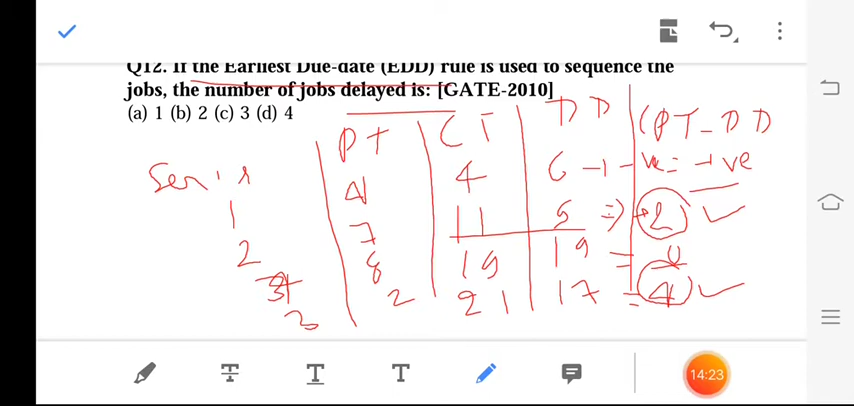 Q12. If the Earliest Due-date (EDD) rule is used to sequence the
jobs, the number of jobs delayed is: [GATE-2010]
(a) 1 (b) 2 (c) 3 (d) 4
PT CT DD (PT-DD
4 4 6 -ve = +ve
1 7 11 +2
2 8 19 19 = 0
3 2 21 17 = 4
14:23